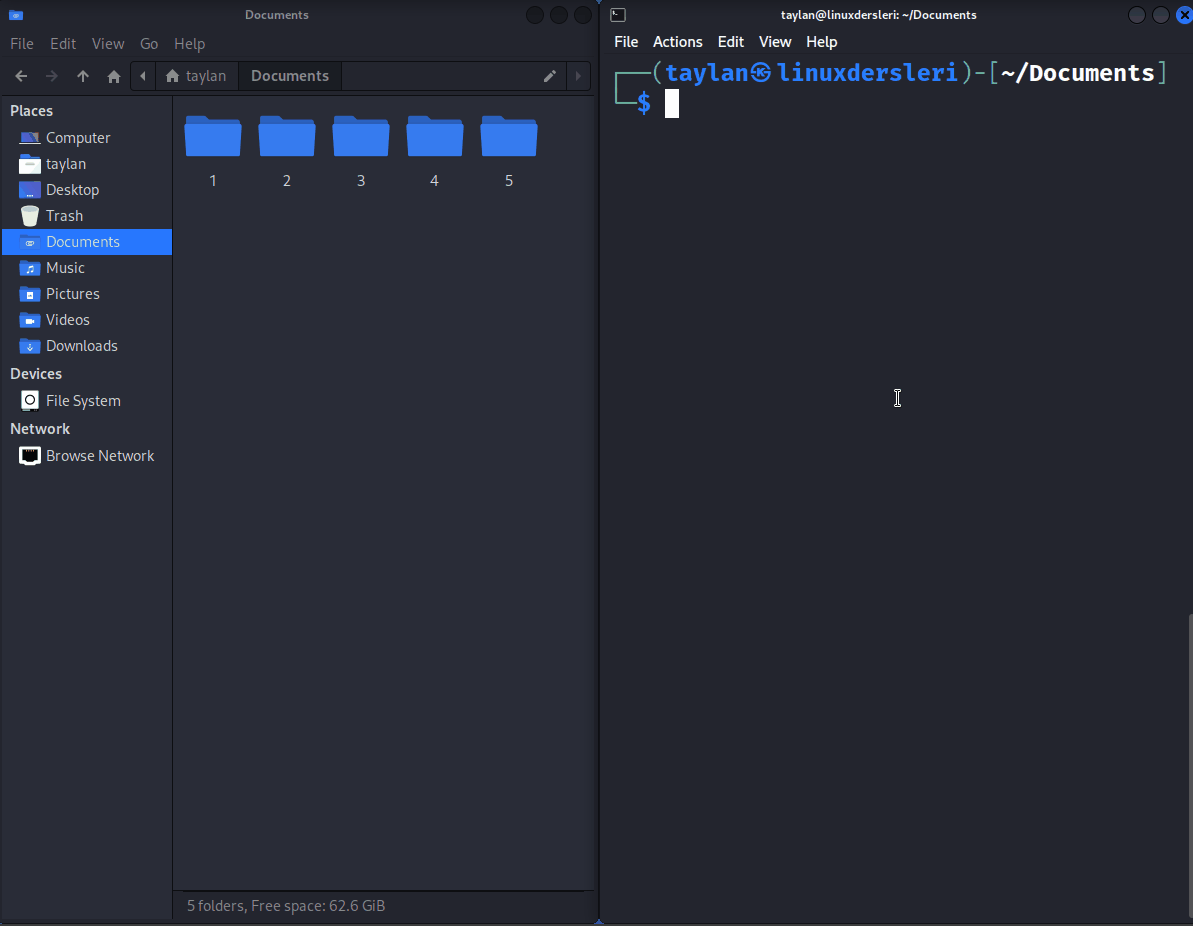 Documents
File Edit View Go Help
taylan Documents
Places
Computer
taylan
Desktop
Trash
Documents
Music
Pictures
Videos
Downloads
Devices
File System
Network
Browse Network
1 2 3 4 5
5 folders, Free space: 62.6 GiB
taylan@linuxdersleri: ~/Documents
File Actions Edit View Help
┌──(taylan㉿linuxdersleri)-[~/Documents]
└─$